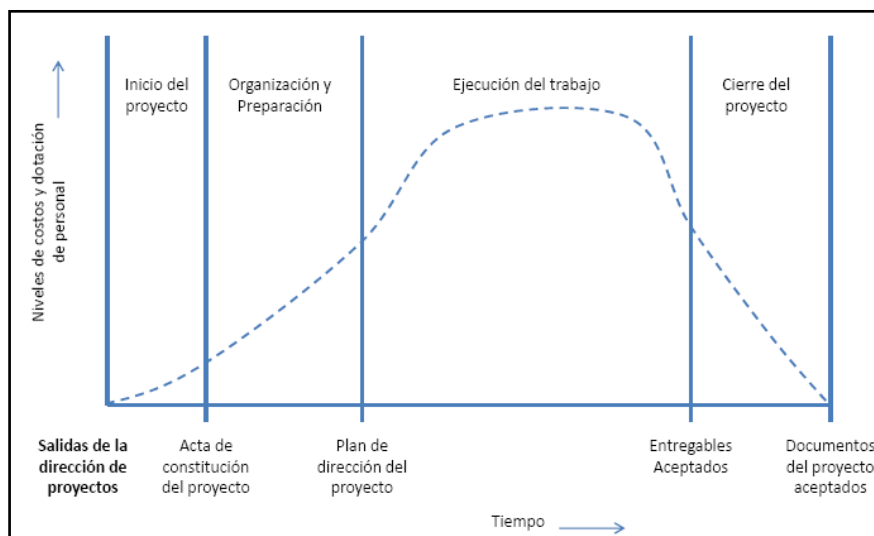 Inicio del
proyecto
Organización y
Preparación
Ejecución del trabajo
Cierre del
proyecto
Niveles de costos y dotación
de personal
Salidas de la
dirección de
proyectos
Acta de
constitución
del proyecto
Plan de
dirección del
proyecto
Entregables
Aceptados
Documentos
del proyecto
aceptados
Tiempo